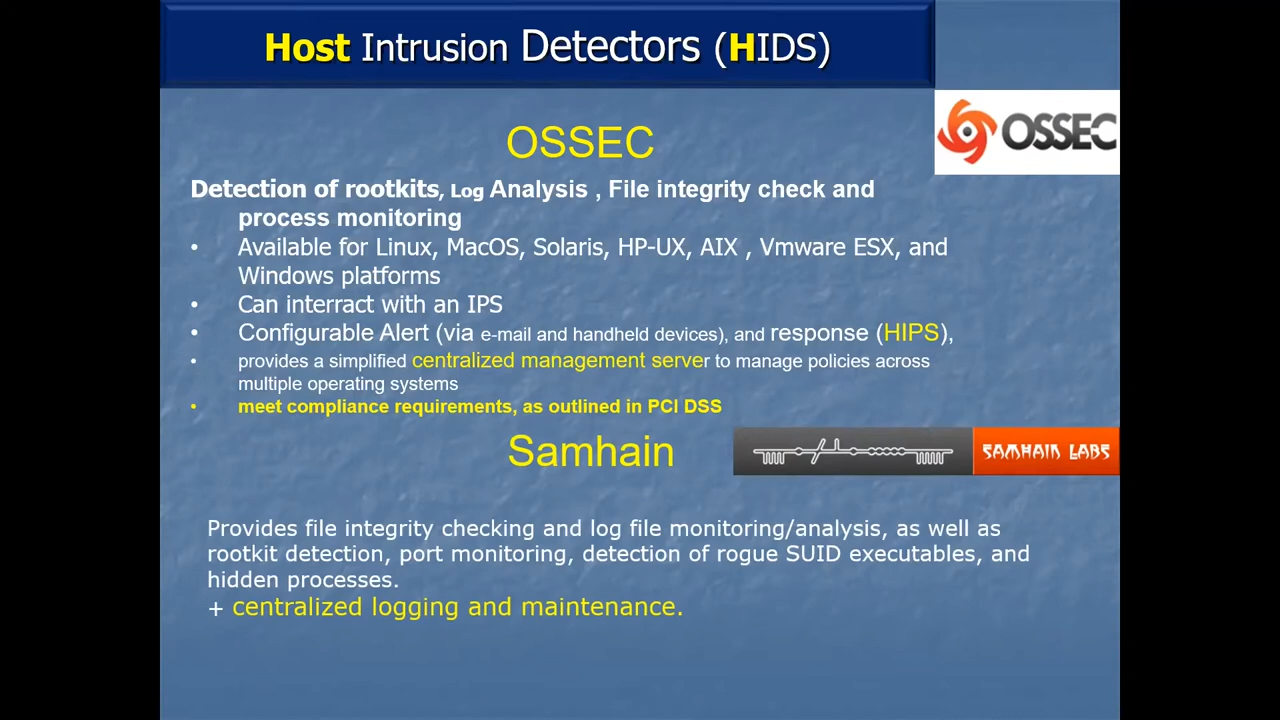 Host Intrusion Detectors (HIDS)
OSSEC
OSSEC
Detection of rootkits, Log Analysis , File integrity check and
process monitoring
• Available for Linux, MacOS, Solaris, HP-UX, AIX , Vmware ESX, and
Windows platforms
• Can interract with an IPS
• Configurable Alert (via e-mail and handheld devices), and response (HIPS),
• provides a simplified centralized management server to manage policies across
multiple operating systems
• meet compliance requirements, as outlined in PCI DSS
Samhain
SAMHAIN LABS
Provides file integrity checking and log file monitoring/analysis, as well as
rootkit detection, port monitoring, detection of rogue SUID executables, and
hidden processes.
+ centralized logging and maintenance.